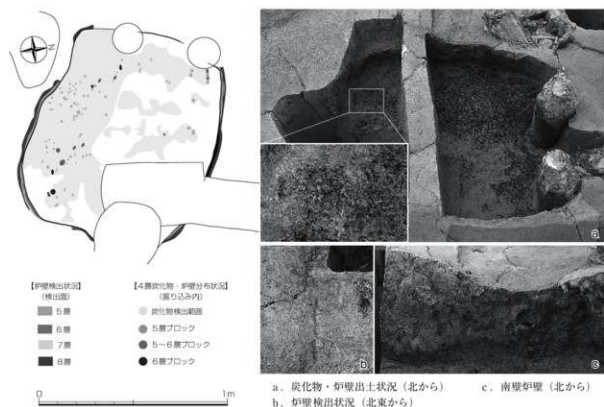 N
【炉壁検出状況】
(検出面)
5層
6層
7層
8層
【4層炭化物・炉壁分布状況】
(掘り込み内)
炭化物検出範囲
5層ブロック
5〜6層ブロック
6層ブロック
0 1m
a
b
c
a．炭化物・炉壁出土状況（北から） c．南壁炉壁（北から）
b．炉壁検出状況（北東から）